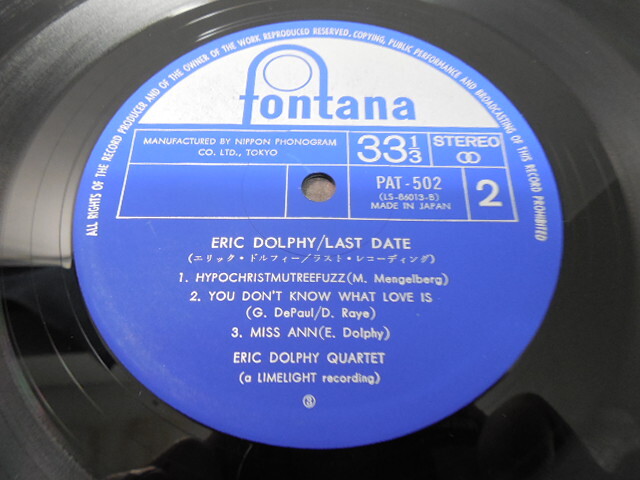 ALL RIGHTS OF THE RECORD PRODUCER AND OF THE OWNER OF THE WORK REPRODUCED RESERVED, COPYING, PUBLIC PERFORMANCE AND BROADCASTING OF THIS RECORD PROHIBITED
fontana
MANUFACTURED BY NIPPON PHONOGRAM
CO. LTD., TOKYO
33 1/3
STEREO
PAT-502
(LS-86013-B)
MADE IN JAPAN
2
ERIC DOLPHY/LAST DATE
(エリック・ドルフィー/ラスト・レコーディング)
1. HYPOCHRISTMUTREEFUZZ(M. Mengelberg)
2. YOU DON'T KNOW WHAT LOVE IS
(G. DePaul/D. Raye)
3. MISS ANN(E. Dolphy)
ERIC DOLPHY QUARTET
(a LIMELIGHT recording)